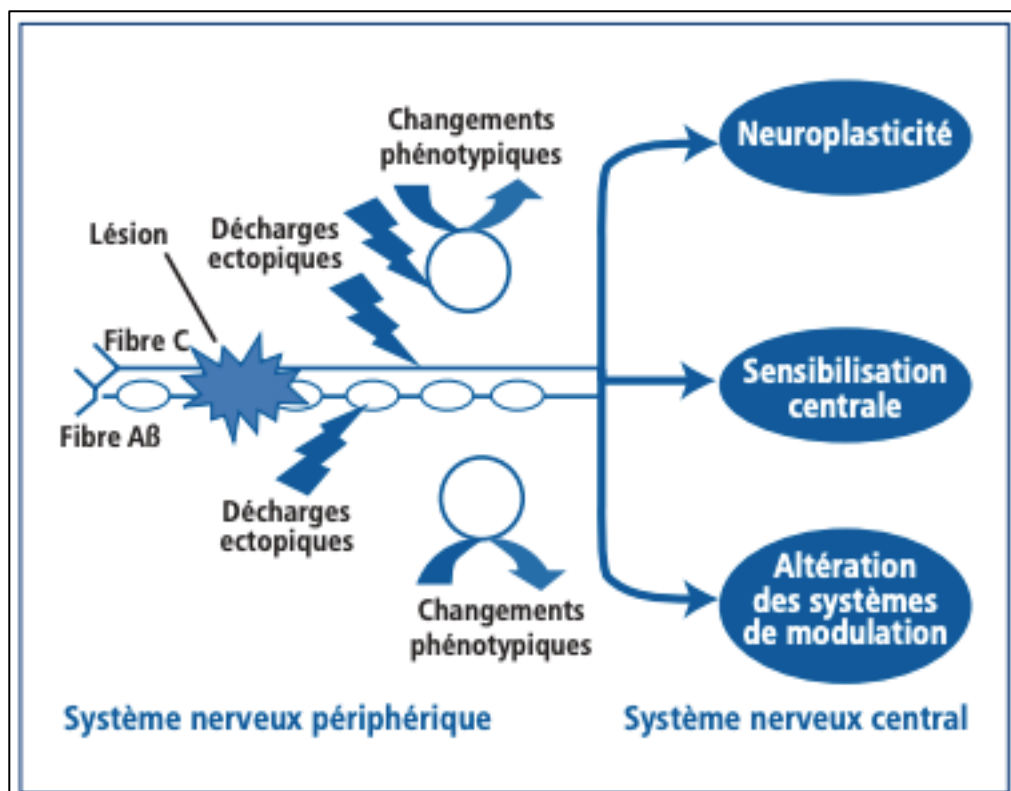 Changements
phénotypiques
Neuroplasticité
Lésion
Décharges
ectopiques
Fibre C
Fibre Aß
Sensibilisation
centrale
Décharges
ectopiques
Changements
phénotypiques
Altération
des systèmes
de modulation
Système nerveux périphérique
Système nerveux central